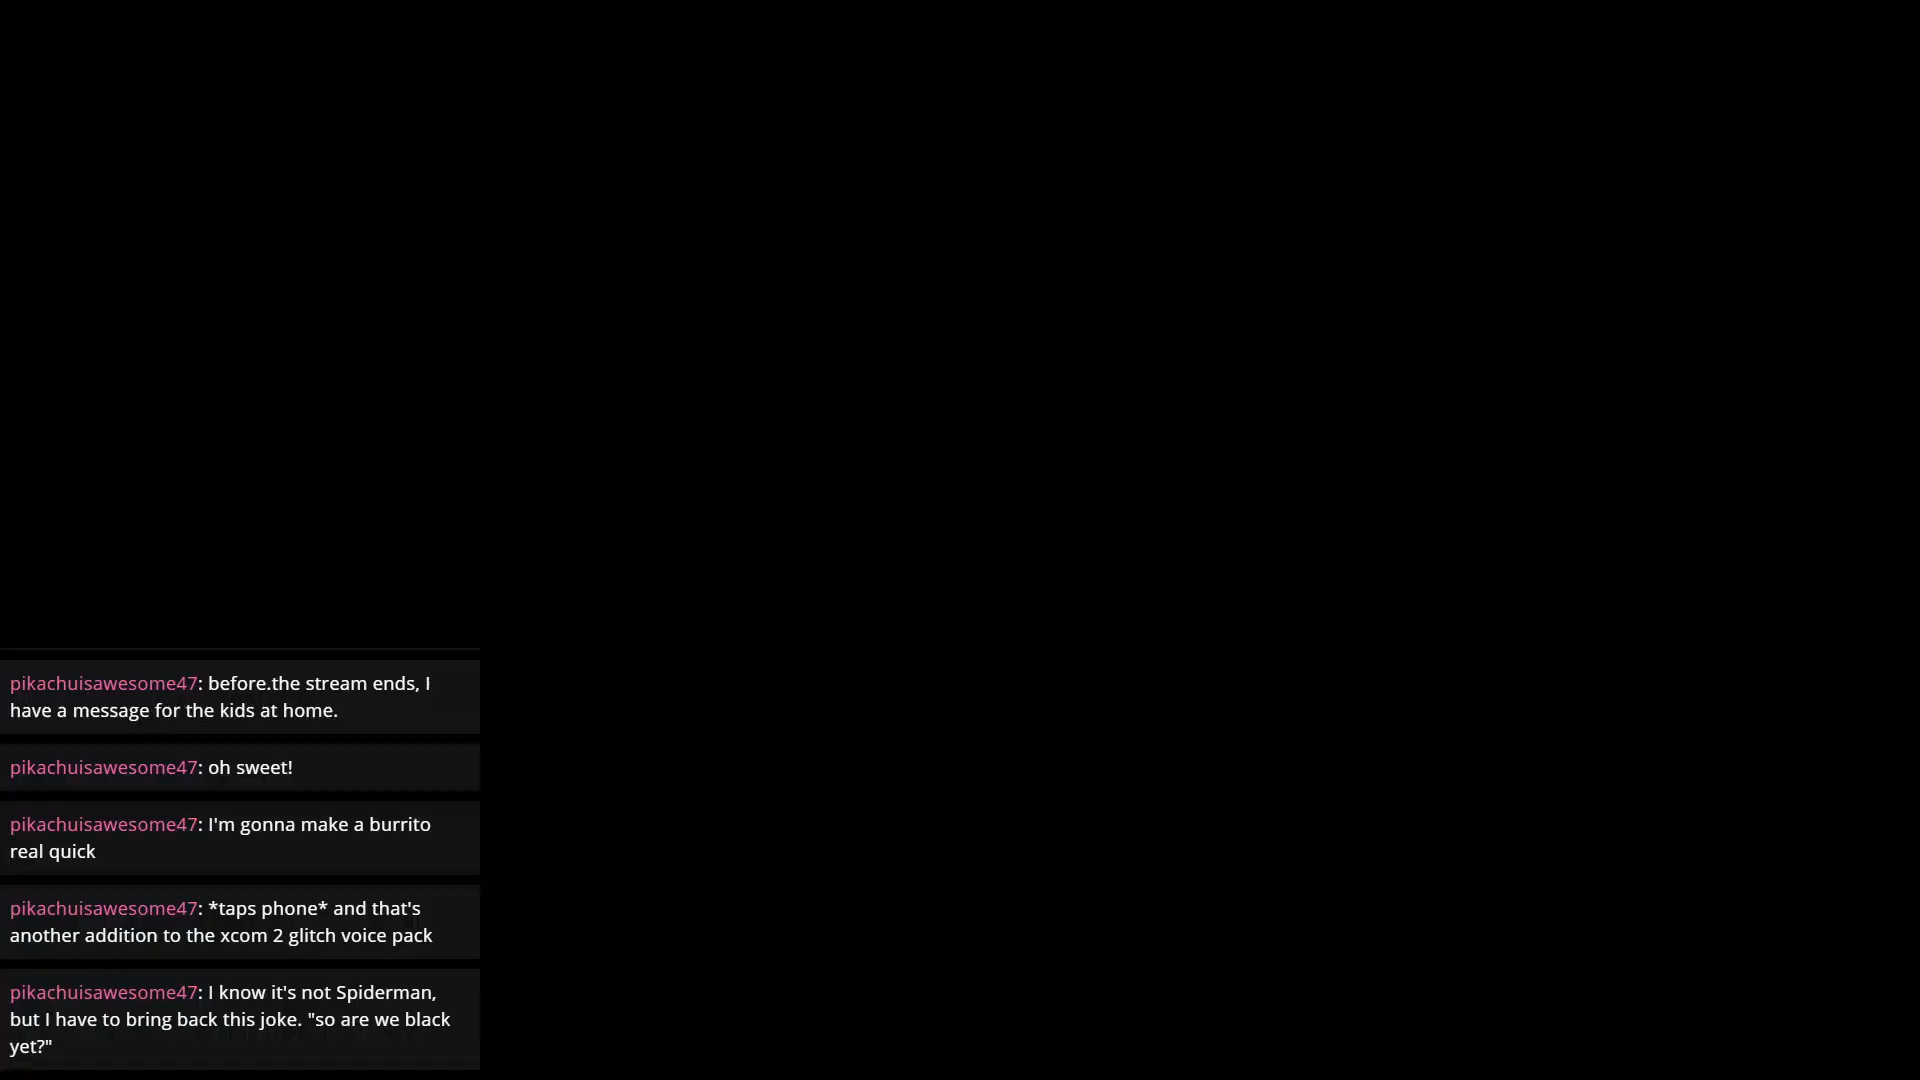 pikachuisawesome47: before.the stream ends, I
have a message for the kids at home.
pikachuisawesome47: oh sweet!
pikachuisawesome47: I'm gonna make a burrito
real quick
pikachuisawesome47: *taps phone* and that's
another addition to the xcom 2 glitch voice pack
pikachuisawesome47: I know it's not Spiderman,
but I have to bring back this joke. "so are we black
yet?"